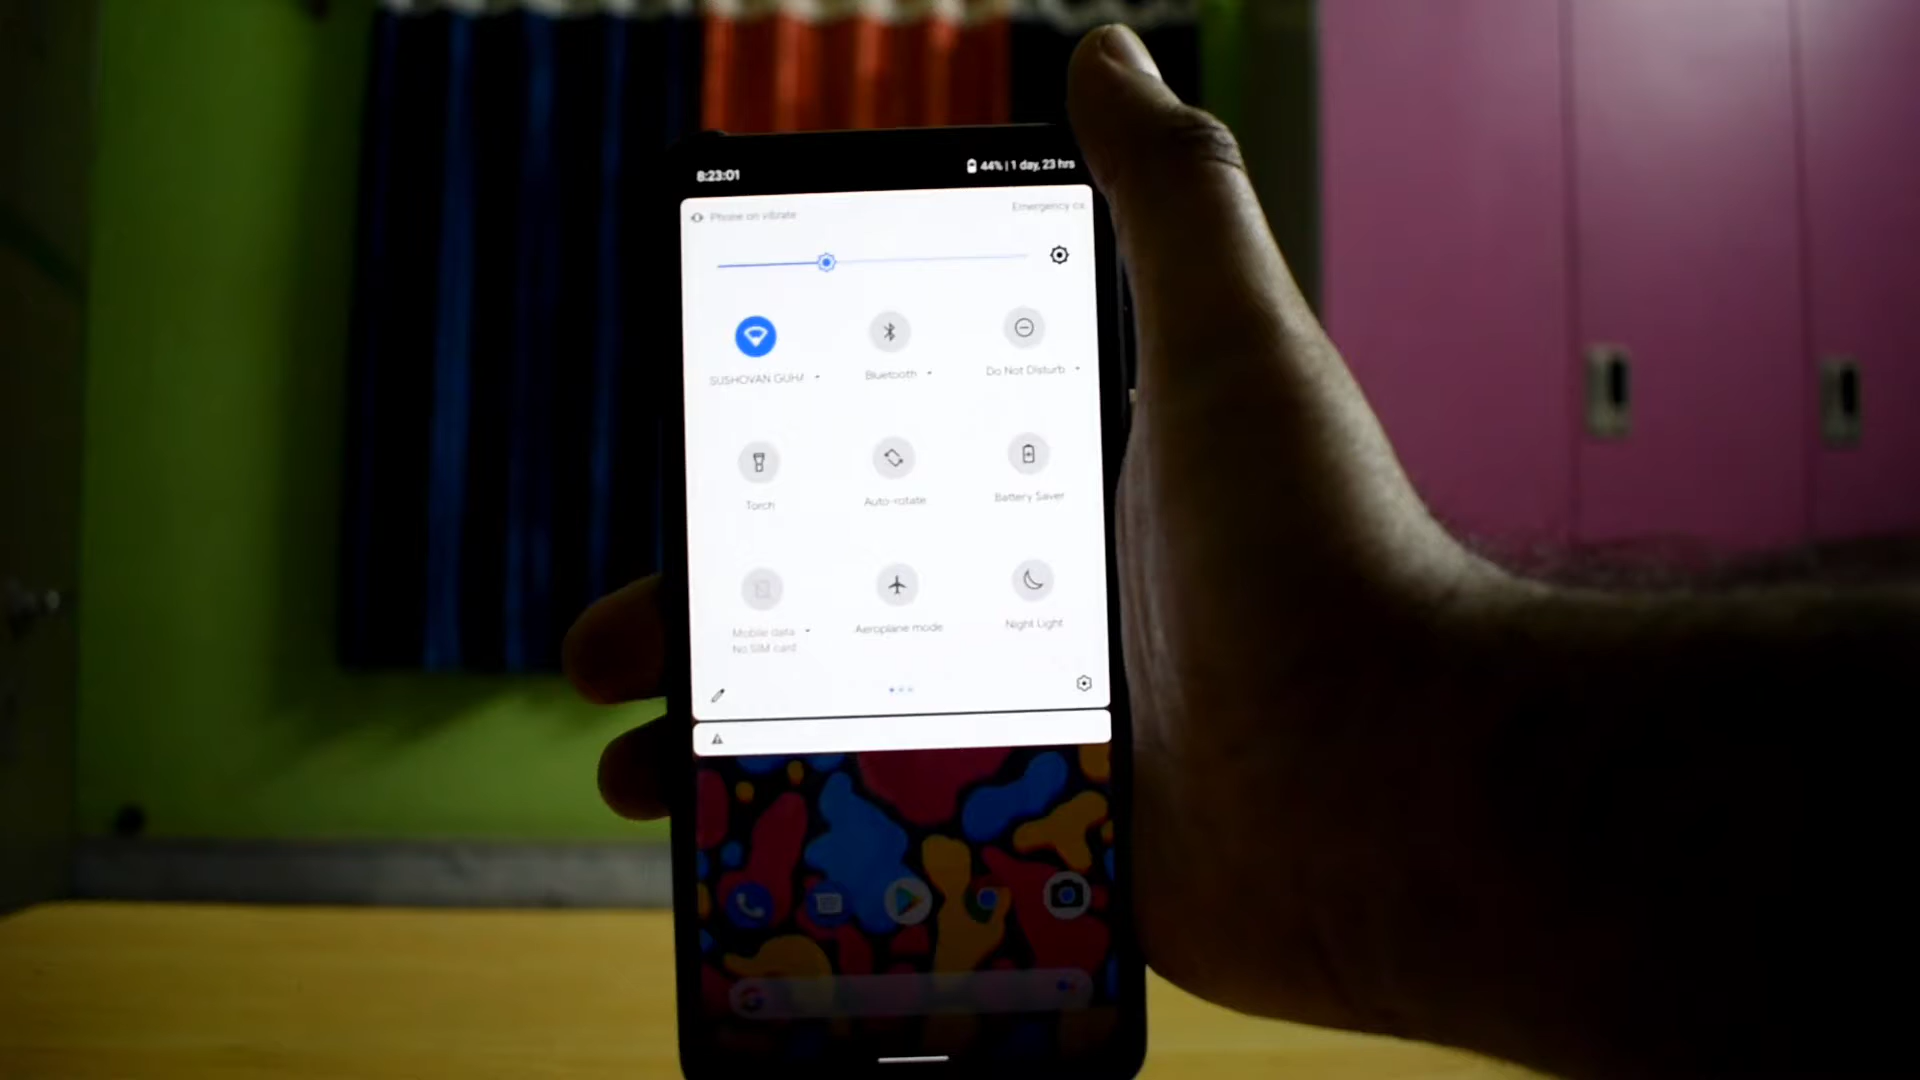 8:23:01
44% | 1 day, 23 hrs
Phone on vibrate
Emergency
SUSHOVAN GUHA
Bluetooth
Do Not Disturb
Torch
Auto-rotate
Battery Saver
Mobile data
No SIM card
Aeroplane mode
Night Light